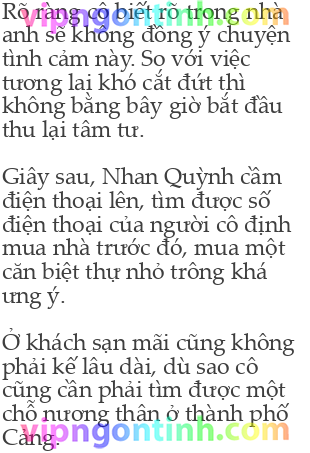 Rõ ràng cô biết rõ trong nhà
anh sẽ không đồng ý chuyện
tình cảm này. So với việc
tương lai khó cắt đứt thì
không bằng bây giờ bắt đầu
thu lại tâm tư.
Giây sau, Nhan Quỳnh cầm
điện thoại lên, tìm được số
điện thoại của người cô định
mua nhà trước đó, mua một
căn biệt thự nhỏ trông khá
ưng ý.
Ở khách sạn mãi cũng không
phải kế lâu dài, dù sao cô
cũng cần phải tìm được một
chỗ nương thân ở thành phố
Cảng.
vipngontinh.com
vipngontinh.com